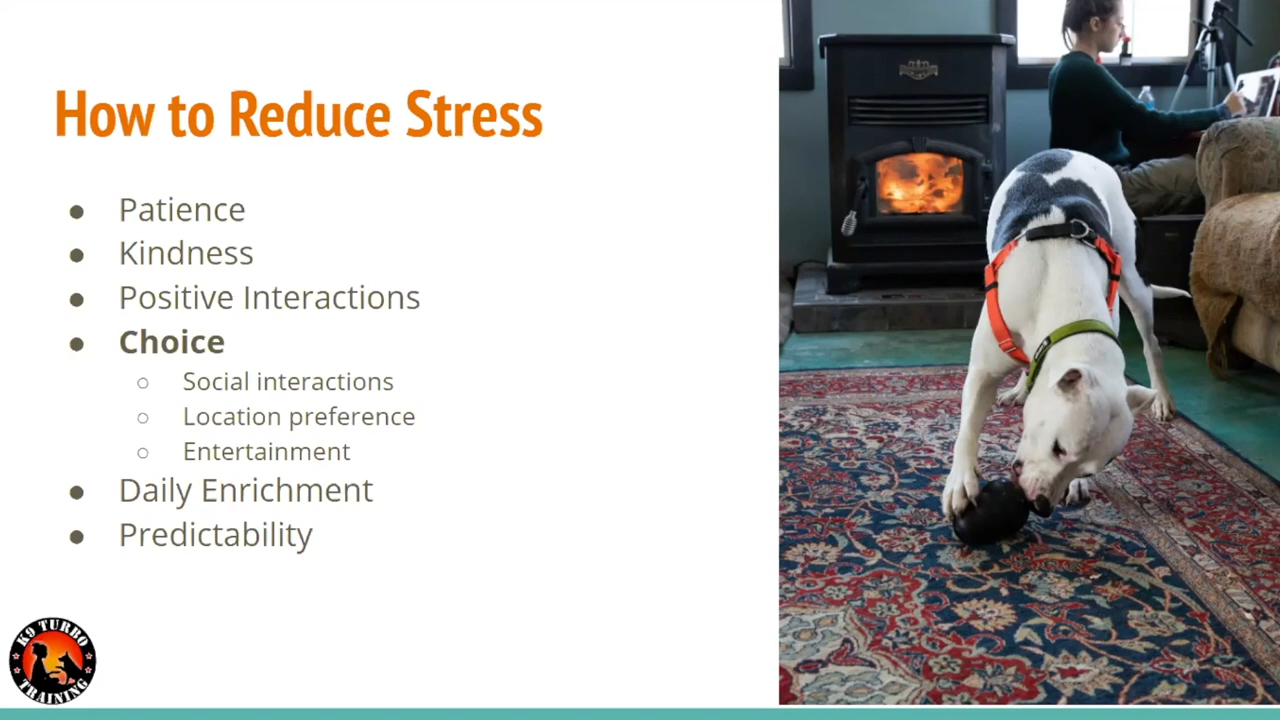 How to Reduce Stress
● Patience
● Kindness
● Positive Interactions
● Choice
○ Social interactions
○ Location preference
○ Entertainment
● Daily Enrichment
● Predictability
K9 TURBO
TRAINING